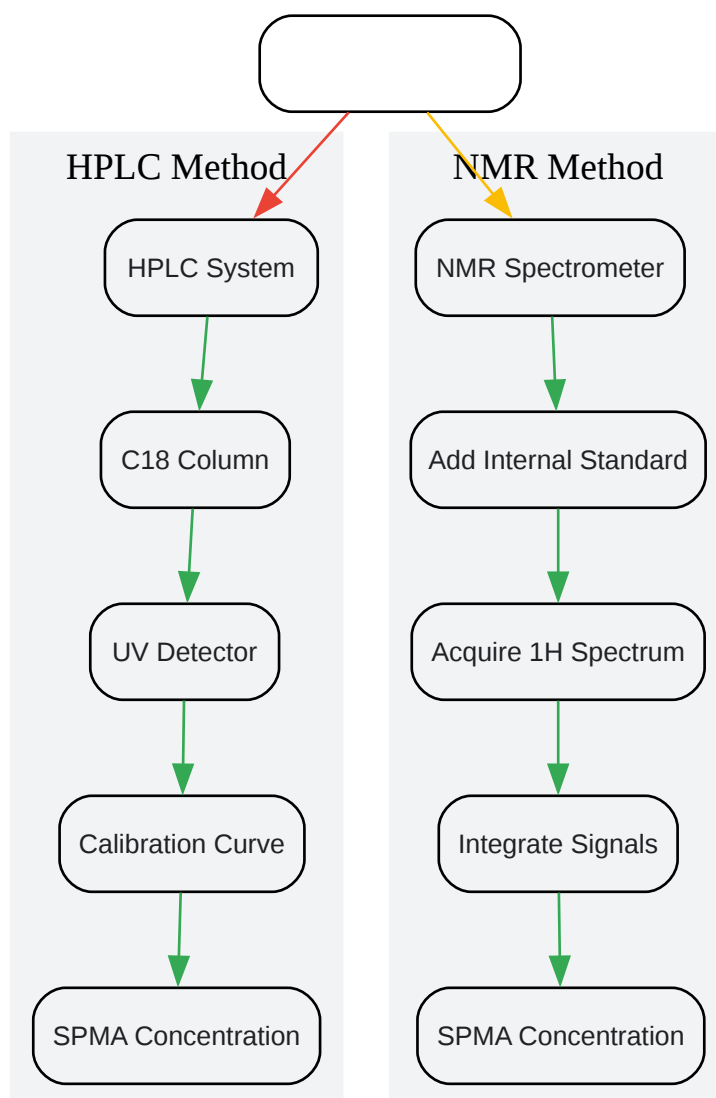 HPLC Method
HPLC System
C18 Column
UV Detector
Calibration Curve
SPMA Concentration
NMR Method
NMR Spectrometer
Add Internal Standard
Acquire 1H Spectrum
Integrate Signals
SPMA Concentration